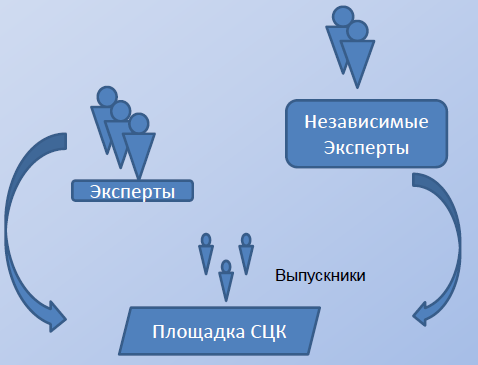 Независимые
Эксперты
Эксперты
Выпускники
Площадка СЦК